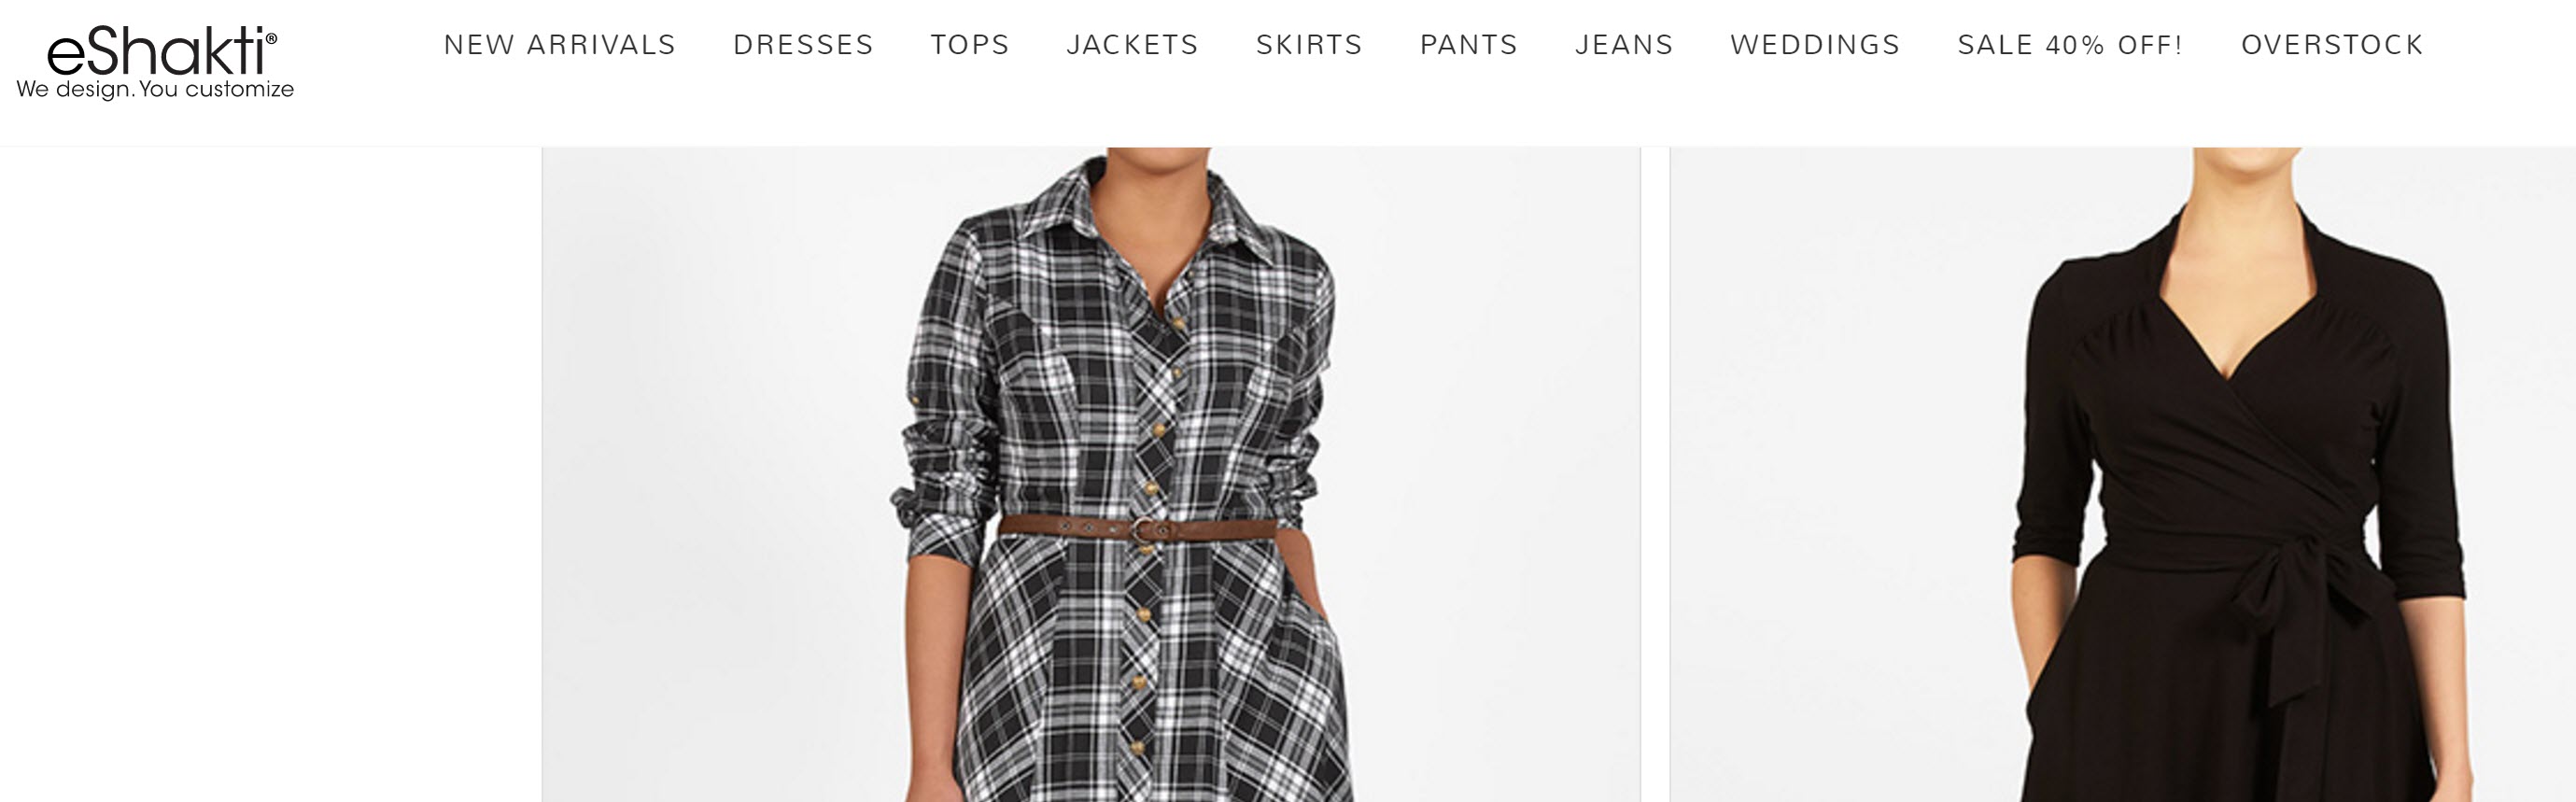 eShakti®
We design. You customize
NEW ARRIVALS DRESSES TOPS JACKETS SKIRTS PANTS JEANS WEDDINGS SALE 40% OFF! OVERSTOCK